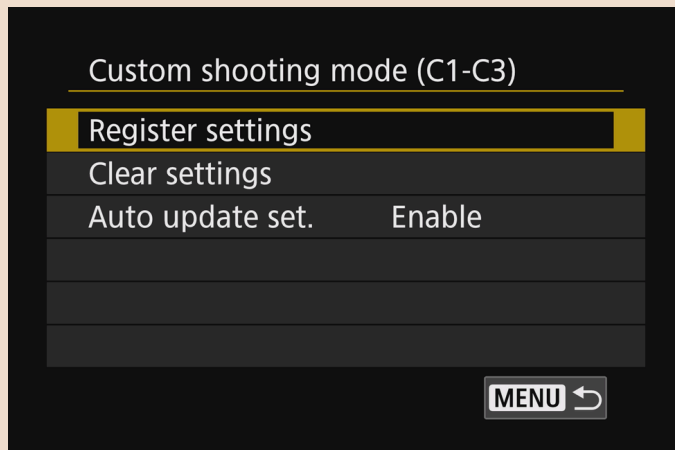 Custom shooting mode (C1-C3)
Register settings
Clear settings
Auto update set. Enable
MENU